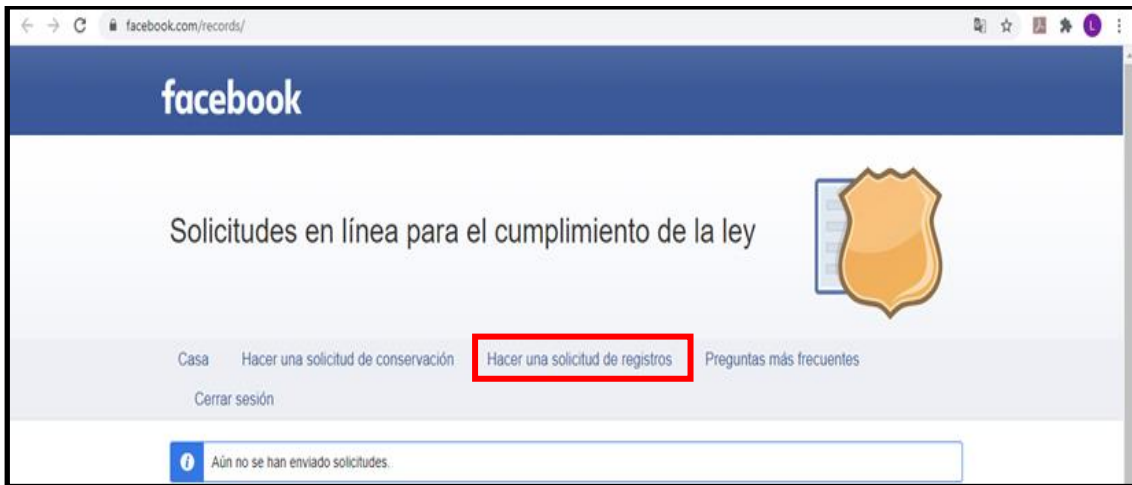 facebook.com/records/
L
facebook
Solicitudes en línea para el cumplimiento de la ley
Casa Hacer una solicitud de conservación Hacer una solicitud de registros Preguntas más frecuentes
Cerrar sesión
i Aún no se han enviado solicitudes.